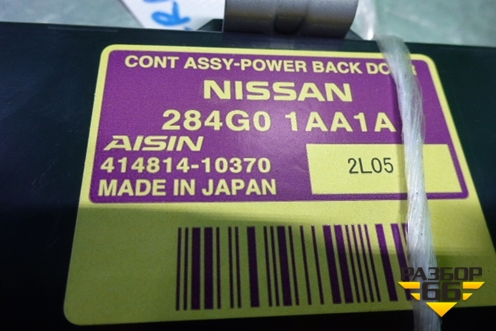 CONT ASSY-POWER BACK DOOR
NISSAN
284G0 1AA1A
AISIN
414814-10370
2L05
MADE IN JAPAN
РАЗБОР
66